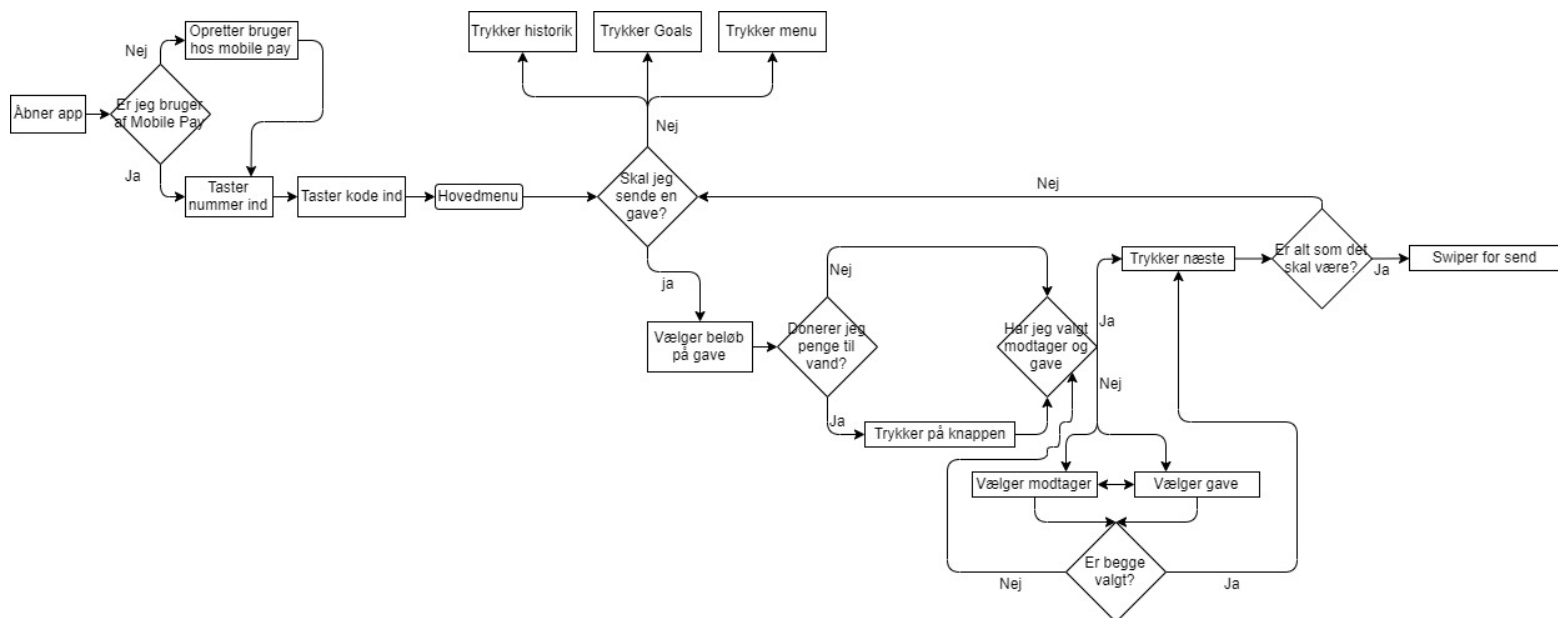 Trykker historik
Trykker Goals
Trykker menu
Opretter bruger
hos mobile pay
Nej
Åbner app
Er jeg bruger
af Mobile Pay
Ja
Taster
nummer ind
Taster kode ind
Hovedmenu
Nej
Skal jeg
sende en
gave?
Nej
ja
Vælger beløb
på gave
Donerer jeg
penge til
vand?
Nej
Ja
Trykker på knappen
Har jeg valgt
modtager og
gave
Ja
Nej
Trykker næste
Er alt som det
skal være?
Ja
Swiper for send
Vælger modtager
Vælger gave
Er begge
valgt?
Nej
Ja